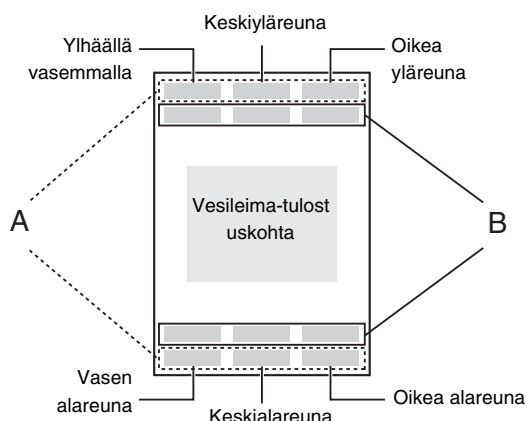 Keskiyläreuna
Ylhäällä
vasemmalla
Oikea
yläreuna
A
Vesileima-tulost
uskohta
B
Vasen
alareuna
Keskialareuna
Oikea alareuna